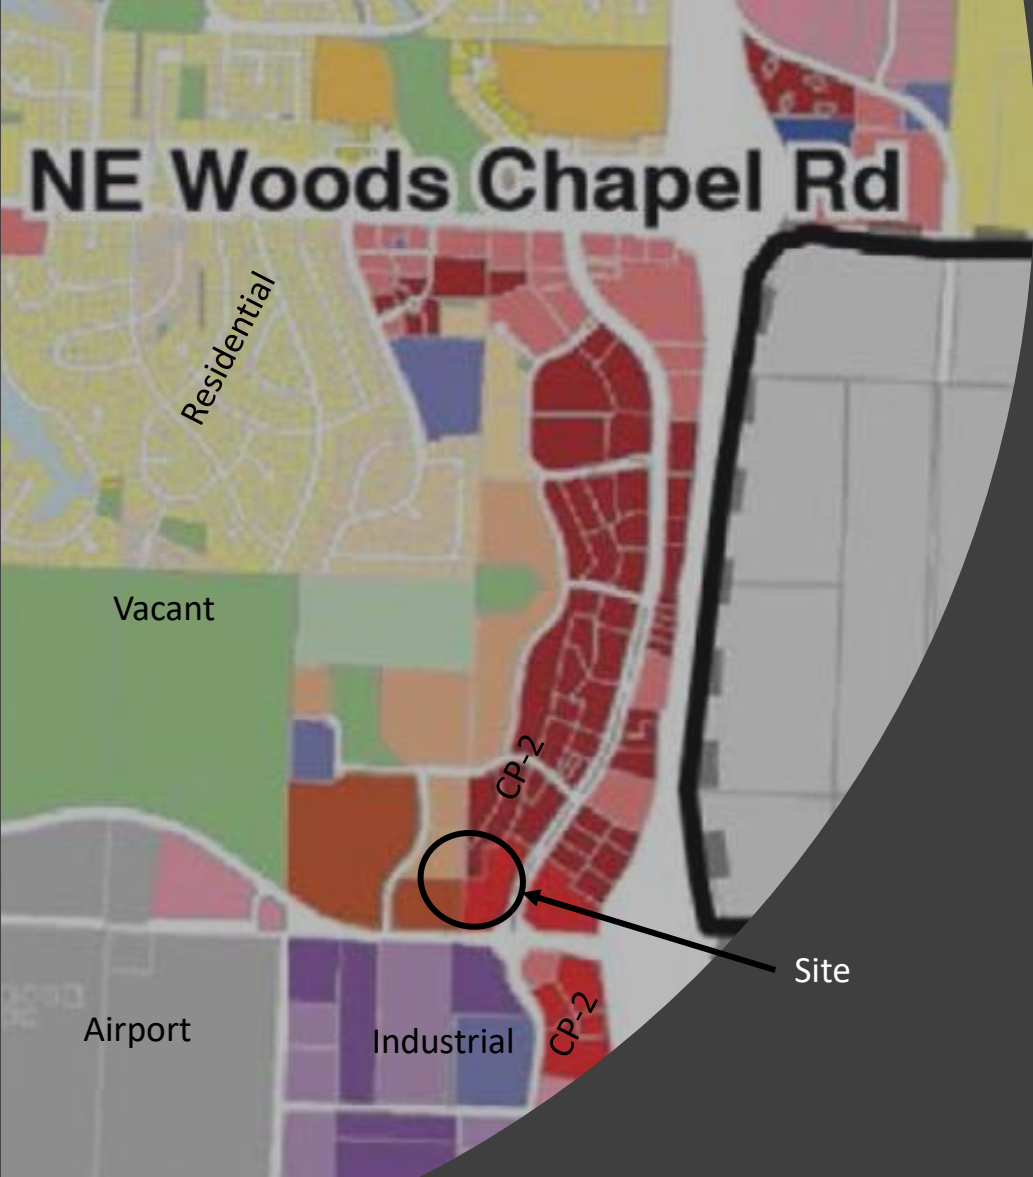 NE Woods Chapel Rd
Residential
Vacant
CP-2
Site
Airport
Industrial
CP-2